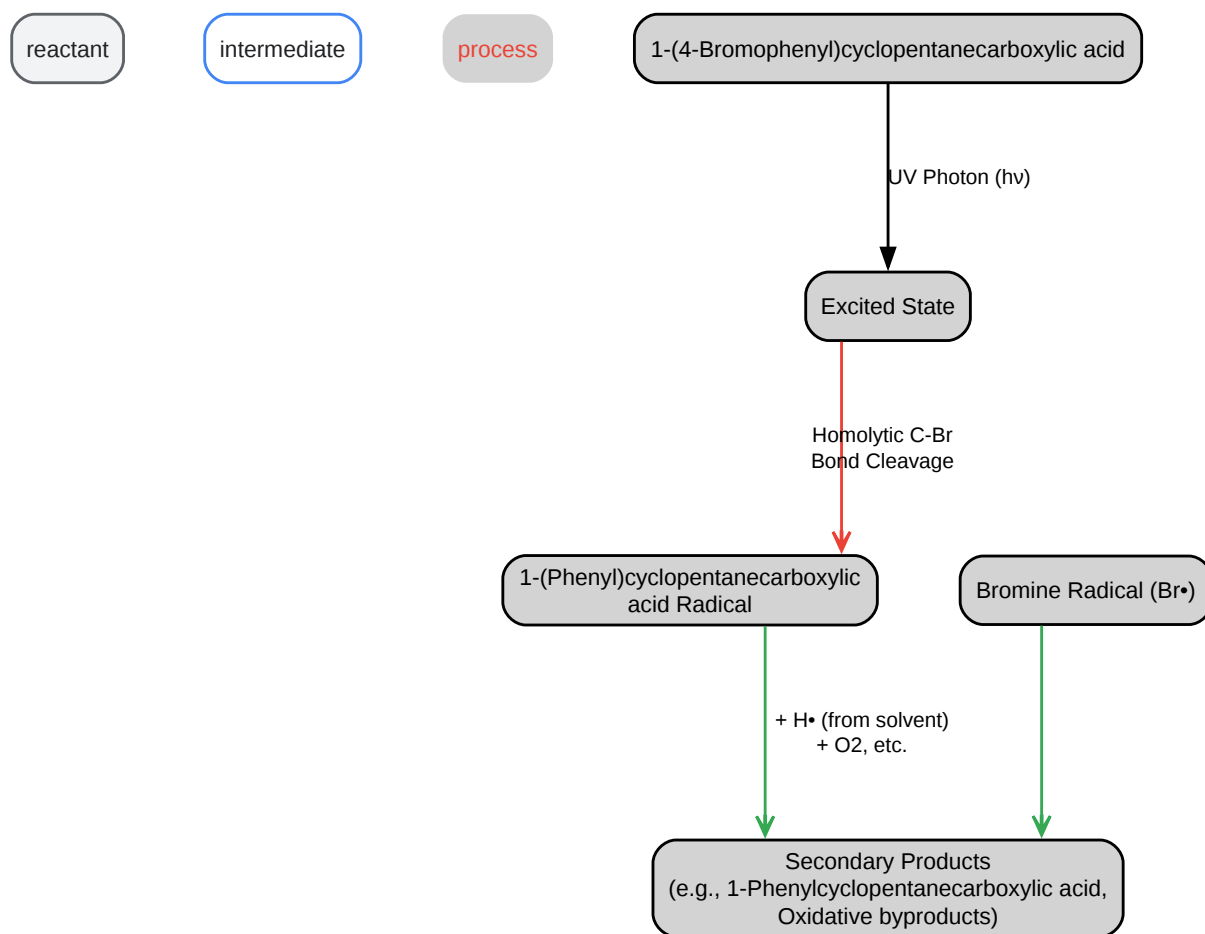 reactant
intermediate
process
1-(4-Bromophenyl)cyclopentanecarboxylic acid
UV Photon (hν)
Excited State
Homolytic C-Br
Bond Cleavage
1-(Phenyl)cyclopentanecarboxylic
acid Radical
Bromine Radical (Br•)
+ H• (from solvent)
+ O2, etc.
Secondary Products
(e.g., 1-Phenylcyclopentanecarboxylic acid,
Oxidative byproducts)